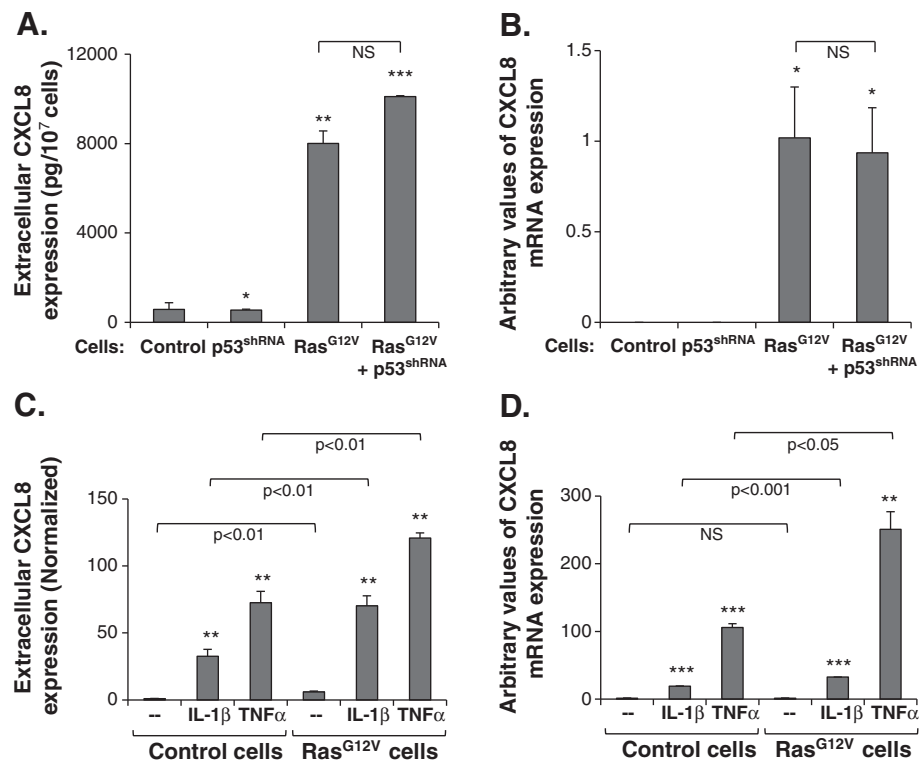 A.
Extracellular CXCL8
expression (pg/10⁷ cells)
12000
8000
4000
0
NS
**
***
*
Cells: Control p53ˢʰᴿᴺᴬ Rasᴳ¹²ⱽ Rasᴳ¹²ⱽ
+ p53ˢʰᴿᴺᴬ
B.
Arbitrary values of CXCL8
mRNA expression
1.5
1
0.5
0
NS
*
*
Cells: Control p53ˢʰᴿᴺᴬ Rasᴳ¹²ⱽ Rasᴳ¹²ⱽ
+ p53ˢʰᴿᴺᴬ
C.
Extracellular CXCL8
expression (Normalized)
150
100
50
0
p<0.01
p<0.01
p<0.01
**
**
**
**
-- IL-1β TNFα -- IL-1β TNFα
Control cells Rasᴳ¹²ⱽ cells
D.
Arbitrary values of CXCL8
mRNA expression
300
200
100
0
p<0.05
p<0.001
NS
***
***
***
**
-- IL-1β TNFα -- IL-1β TNFα
Control cells Rasᴳ¹²ⱽ cells